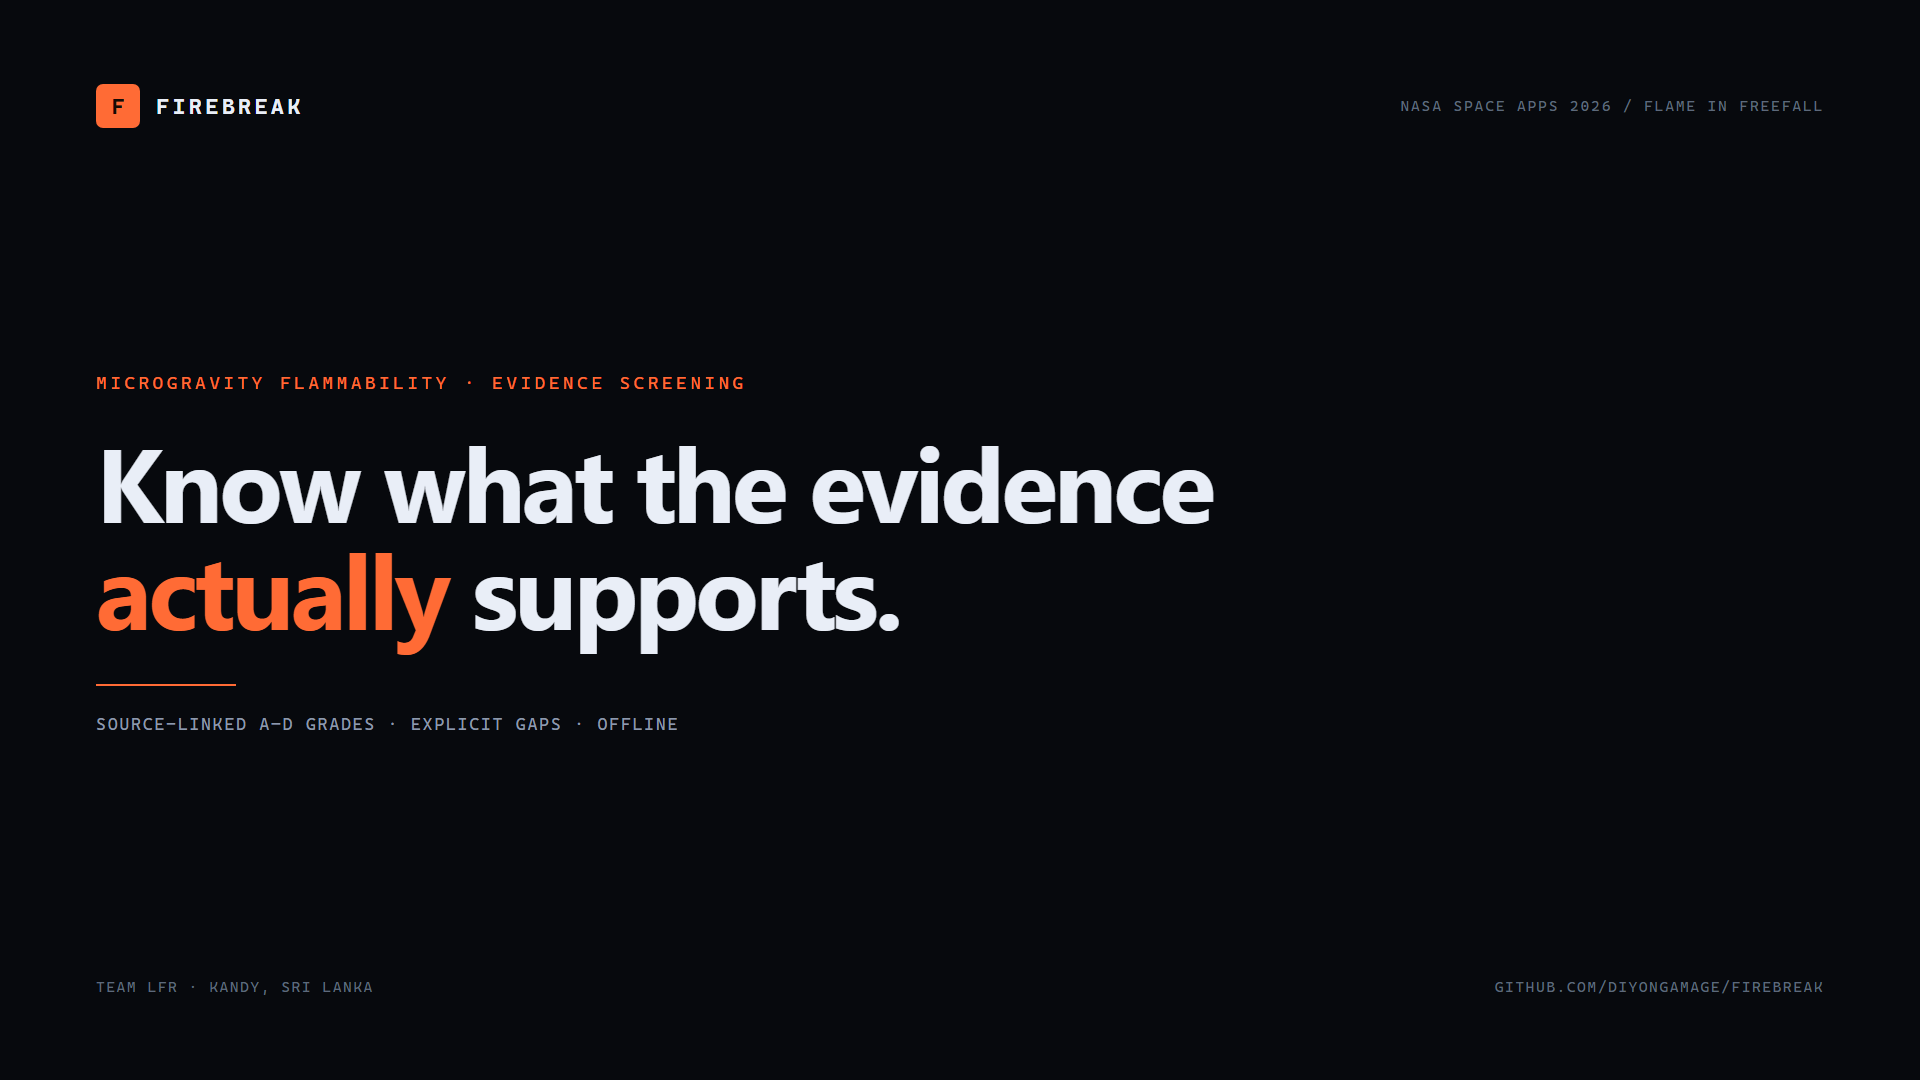 F FIREBREAK
NASA SPACE APPS 2026 / FLAME IN FREEFALL
MICROGRAVITY FLAMMABILITY · EVIDENCE SCREENING
Know what the evidence
actually supports.
SOURCE-LINKED A-D GRADES · EXPLICIT GAPS · OFFLINE
TEAM LFR · KANDY, SRI LANKA
GITHUB.COM/DIYONGAMAGE/FIREBREAK